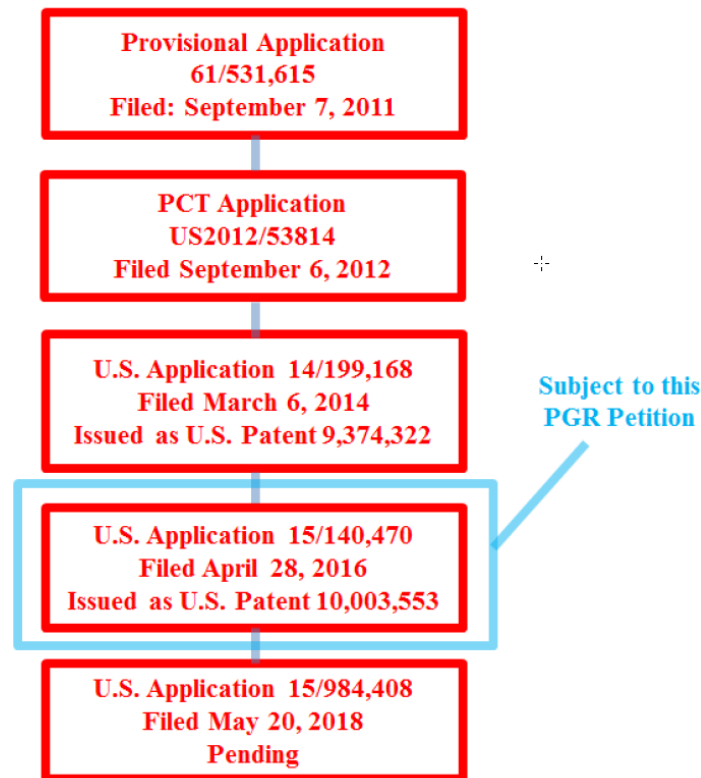 Provisional Application
61/531,615
Filed: September 7, 2011
PCT Application
US2012/53814
Filed September 6, 2012
U.S. Application 14/199,168
Filed March 6, 2014
Issued as U.S. Patent 9,374,322
Subject to this
PGR Petition
U.S. Application 15/140,470
Filed April 28, 2016
Issued as U.S. Patent 10,003,553
U.S. Application 15/984,408
Filed May 20, 2018
Pending